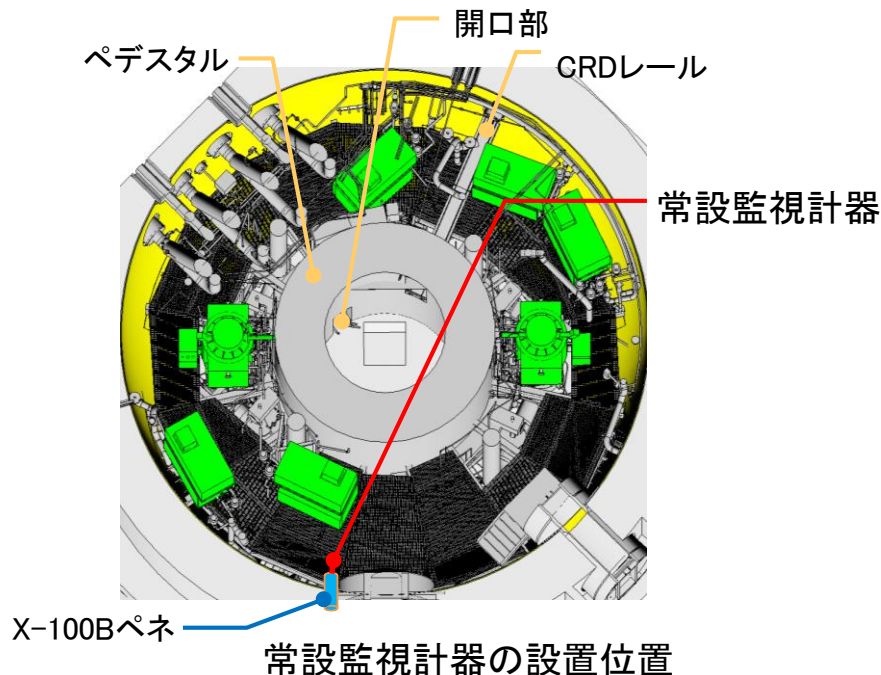 開口部
ペデスタル
CRDレール
常設監視計器
X-100Bペネ
常設監視計器の設置位置